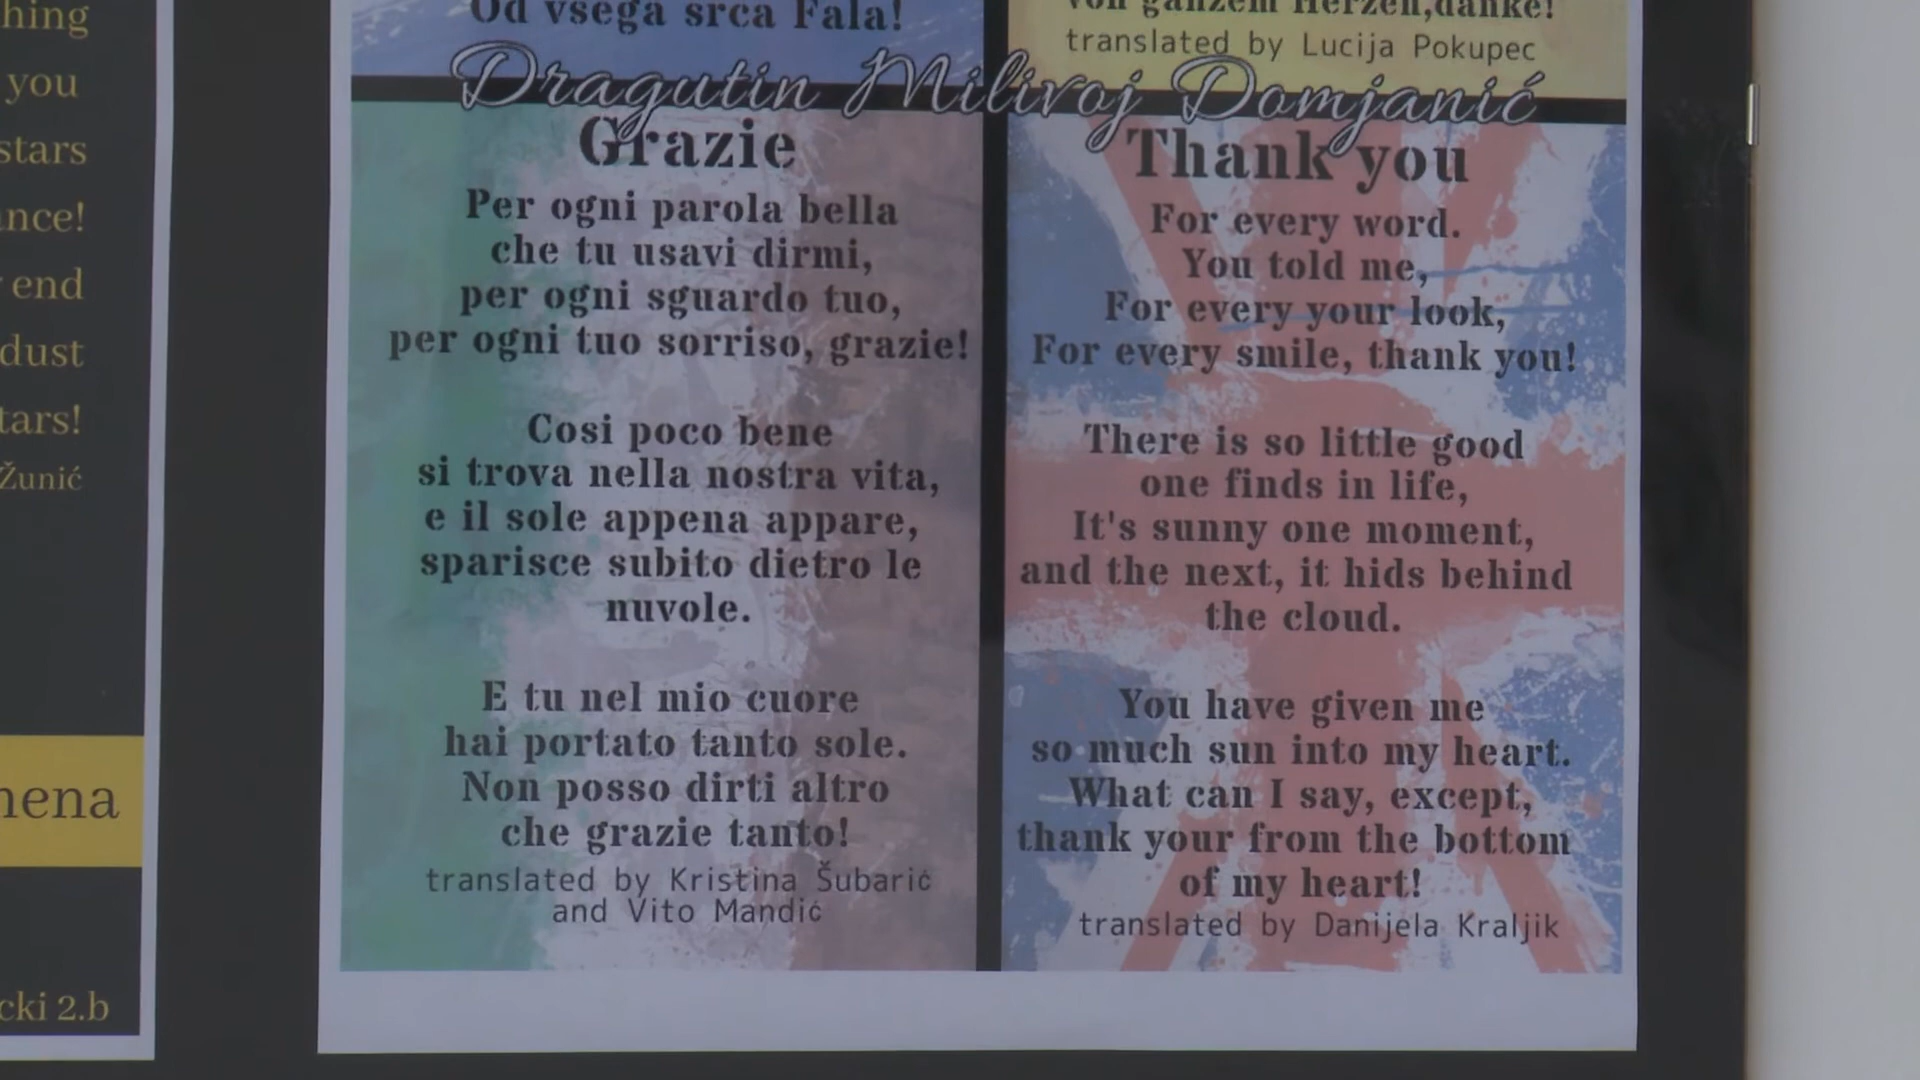 hing
you
stars
nce!
end
dust
tars!
Žunić
nena
cki 2.b
Od vsega srca Fala!
von ganzem Herzen,danke!
translated by Lucija Pokupec
Dragutin Milivoj Domjanić
Grazie
Per ogni parola bella
che tu usavi dirmi,
per ogni sguardo tuo,
per ogni tuo sorriso, grazie!
Cosi poco bene
si trova nella nostra vita,
e il sole appena appare,
sparisce subito dietro le
nuvole.
E tu nel mio cuore
hai portato tanto sole.
Non posso dirti altro
che grazie tanto!
translated by Kristina Šubarić
and Vito Mandić
Thank you
For every word.
You told me,
For every your look,
For every smile, thank you!
There is so little good
one finds in life,
It's sunny one moment,
and the next, it hids behind
the cloud.
You have given me
so much sun into my heart.
What can I say, except,
thank your from the bottom
of my heart!
translated by Danijela Kraljik